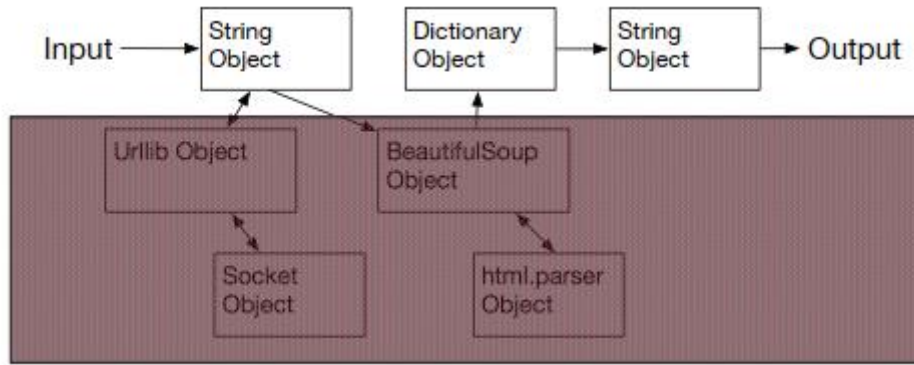 Input
String
Object
Dictionary
Object
String
Object
Output
Urllib Object
BeautifulSoup
Object
Socket
Object
html.parser
Object